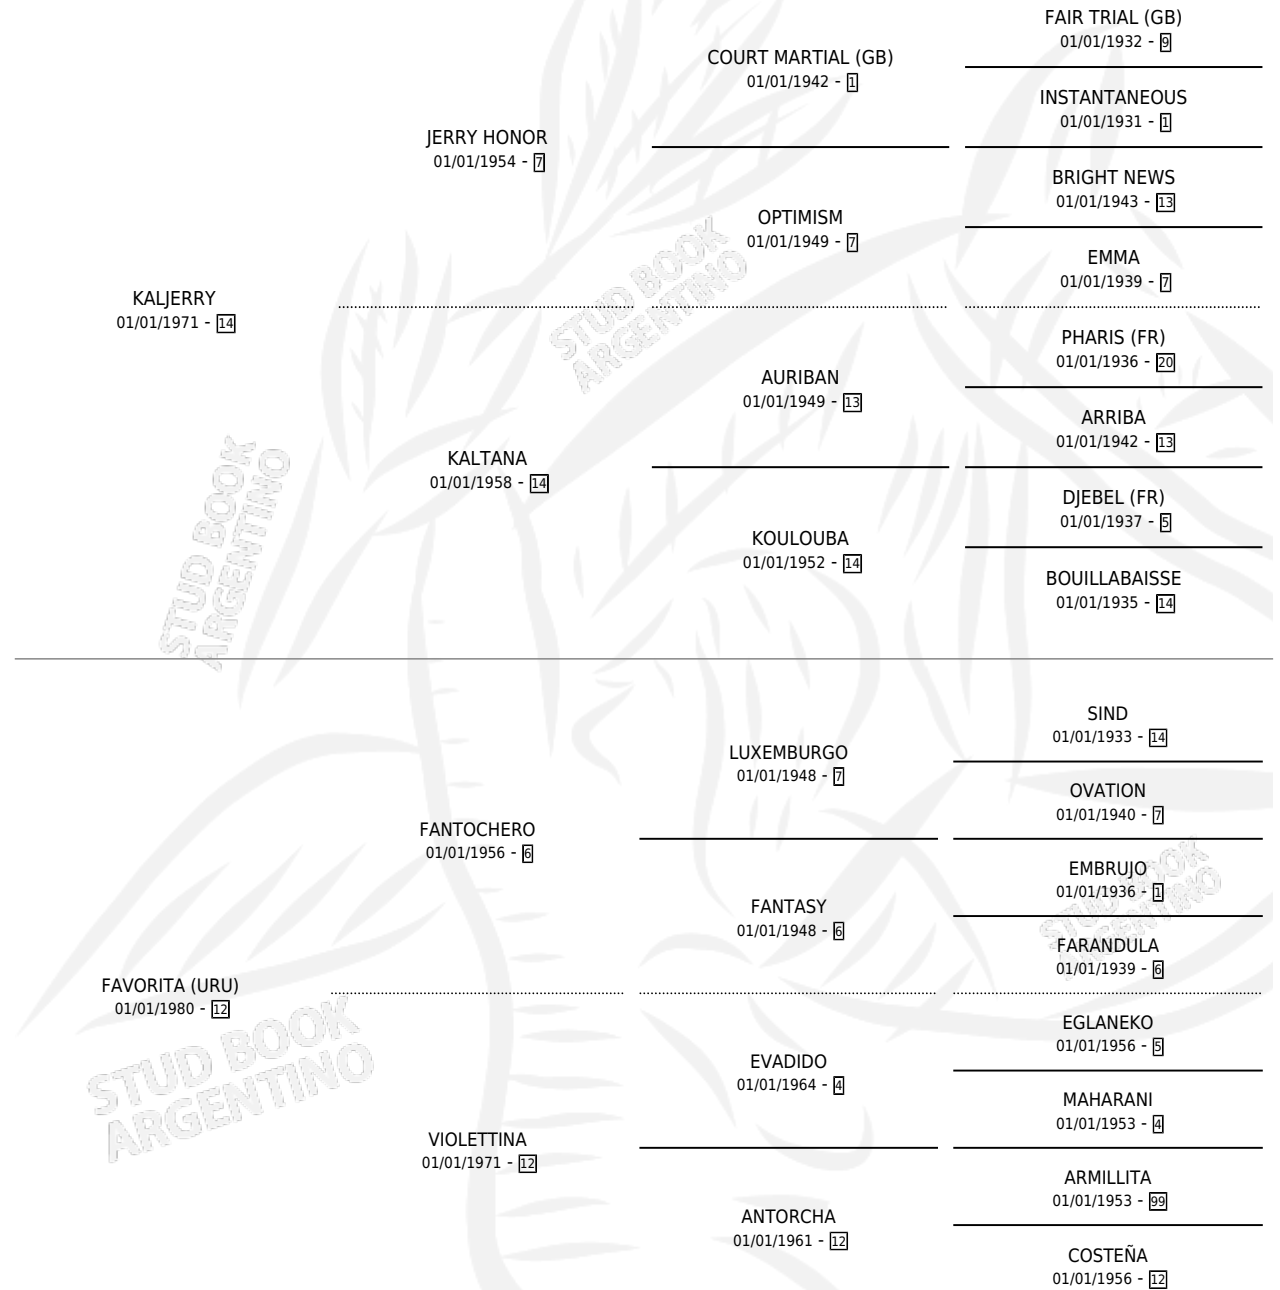 FAIR TRIAL (GB)
01/01/1932 - 9
COURT MARTIAL (GB)
01/01/1942 - 1
INSTANTANEOUS
01/01/1931 - 1
JERRY HONOR
01/01/1954 - 7
BRIGHT NEWS
01/01/1943 - 13
OPTIMISM
01/01/1949 - 7
EMMA
01/01/1939 - 7
KALJERRY
01/01/1971 - 14
PHARIS (FR)
01/01/1936 - 20
AURIBAN
01/01/1949 - 13
ARRIBA
01/01/1942 - 13
KALTANA
01/01/1958 - 14
DJEBEL (FR)
01/01/1937 - 5
KOULOUBA
01/01/1952 - 14
BOUILLABAISSE
01/01/1935 - 14
STUD BOOK
ARGENTINO
STUD BOOK
ARGENTINO
SIND
01/01/1933 - 14
LUXEMBURGO
01/01/1948 - 7
OVATION
01/01/1940 - 7
FANTOCHERO
01/01/1956 - 6
EMBRUJO
01/01/1936 - 1
FANTASY
01/01/1948 - 6
FARANDULA
01/01/1939 - 6
FAVORITA (URU)
01/01/1980 - 12
EGLANEKO
01/01/1956 - 5
EVADIDO
01/01/1964 - 4
MAHARANI
01/01/1953 - 4
VIOLETTINA
01/01/1971 - 12
ARMILLITA
01/01/1953 - 99
ANTORCHA
01/01/1961 - 12
COSTEÑA
01/01/1956 - 12
STUD BOOK
ARGENTINO
STUD BOOK
ARGENTINO